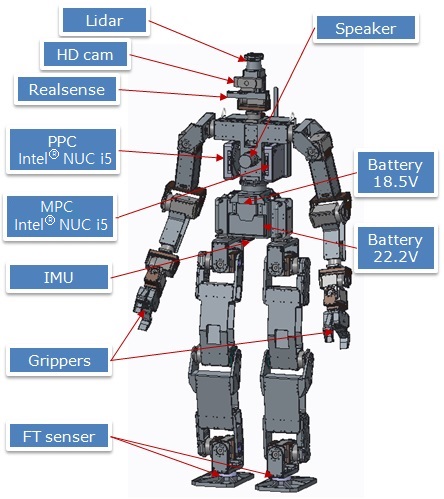 Lidar
Speaker
HD cam
Realsense
PPC
Intel® NUC i5
Battery
18.5V
MPC
Intel® NUC i5
Battery
22.2V
IMU
Grippers
FT senser